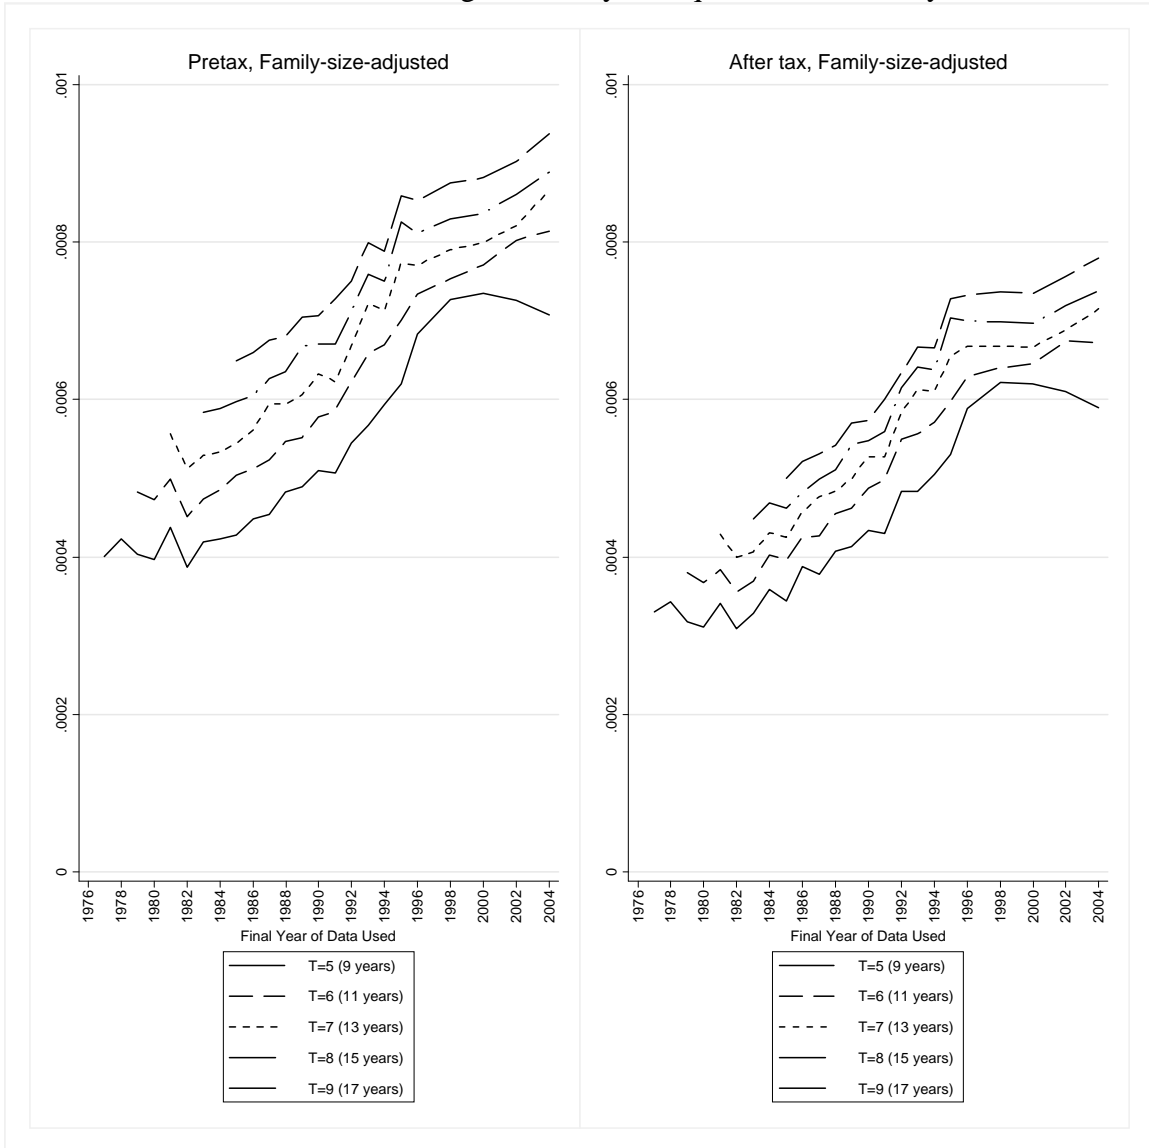 Pretax, Family-size-adjusted
.001
.0008
.0006
.0004
.0002
0
1976 1978 1980 1982 1984 1986 1988 1990 1992 1994 1996 1998 2000 2002 2004
Final Year of Data Used
T=5 (9 years)
T=6 (11 years)
T=7 (13 years)
T=8 (15 years)
T=9 (17 years)
After tax, Family-size-adjusted
.001
.0008
.0006
.0004
.0002
0
1976 1978 1980 1982 1984 1986 1988 1990 1992 1994 1996 1998 2000 2002 2004
Final Year of Data Used
T=5 (9 years)
T=6 (11 years)
T=7 (13 years)
T=8 (15 years)
T=9 (17 years)